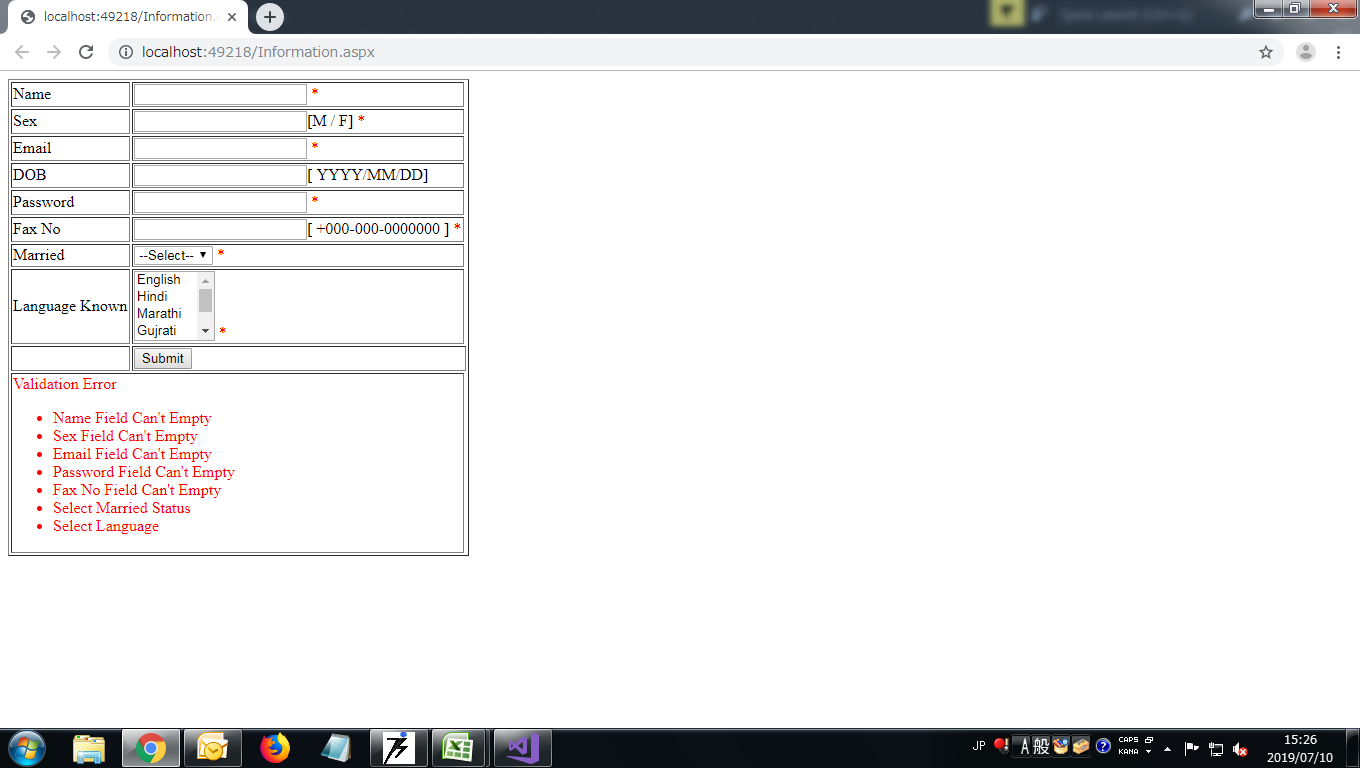 localhost:49218/Information.
localhost:49218/Information.aspx
Name *
Sex [M / F] *
Email *
DOB [ YYYY/MM/DD]
Password *
Fax No [ +000-000-0000000 ] *
Married --Select-- *
English
Hindi
Language Known
Marathi
Gujrati *
Submit
Validation Error
• Name Field Can't Empty
• Sex Field Can't Empty
• Email Field Can't Empty
• Password Field Can't Empty
• Fax No Field Can't Empty
• Select Married Status
• Select Language
JP A 般 CAPS KANA
15:26
2019/07/10